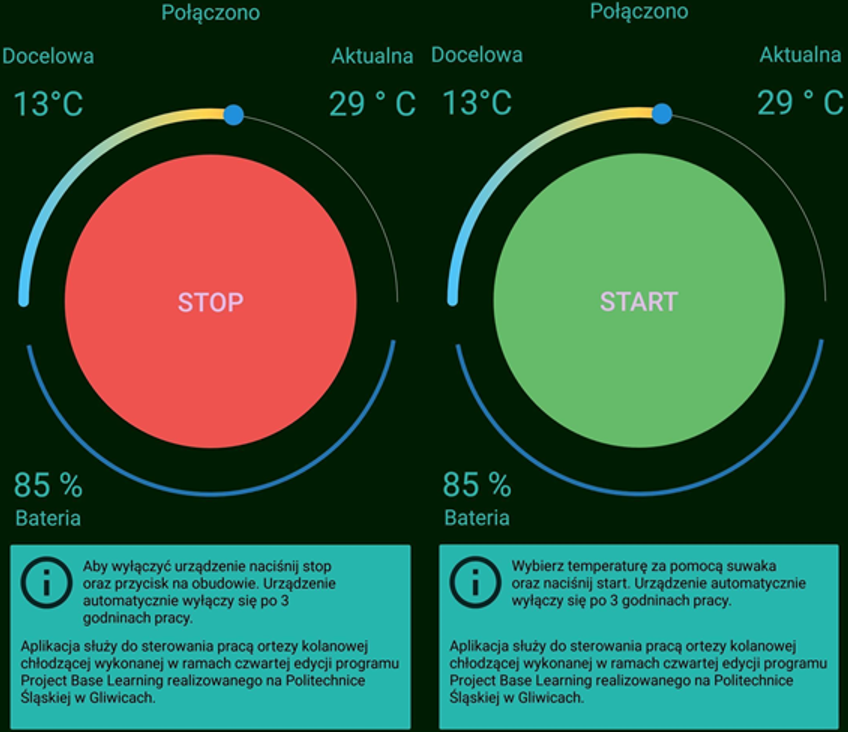 Połączono
Docelowa
Aktualna
13°C
29 ° C
STOP
85 %
Bateria
Aby wyłączyć urządzenie naciśnij stop
oraz przycisk na obudowie. Urządzenie
automatycznie wyłączy się po 3
godninach pracy.
Aplikacja służy do sterowania pracą ortezy kolanowej
chłodzącej wykonanej w ramach czwartej edycji programu
Project Base Learning realizowanego na Politechnice
Śląskiej w Gliwicach.
Połączono
Docelowa
Aktualna
13°C
29 ° C
START
85 %
Bateria
Wybierz temperaturę za pomocą suwaka
oraz naciśnij start. Urządzenie automatycznie
wyłączy się po 3 godninach pracy.
Aplikacja służy do sterowania pracą ortezy kolanowej
chłodzącej wykonanej w ramach czwartej edycji programu
Project Base Learning realizowanego na Politechnice
Śląskiej w Gliwicach.